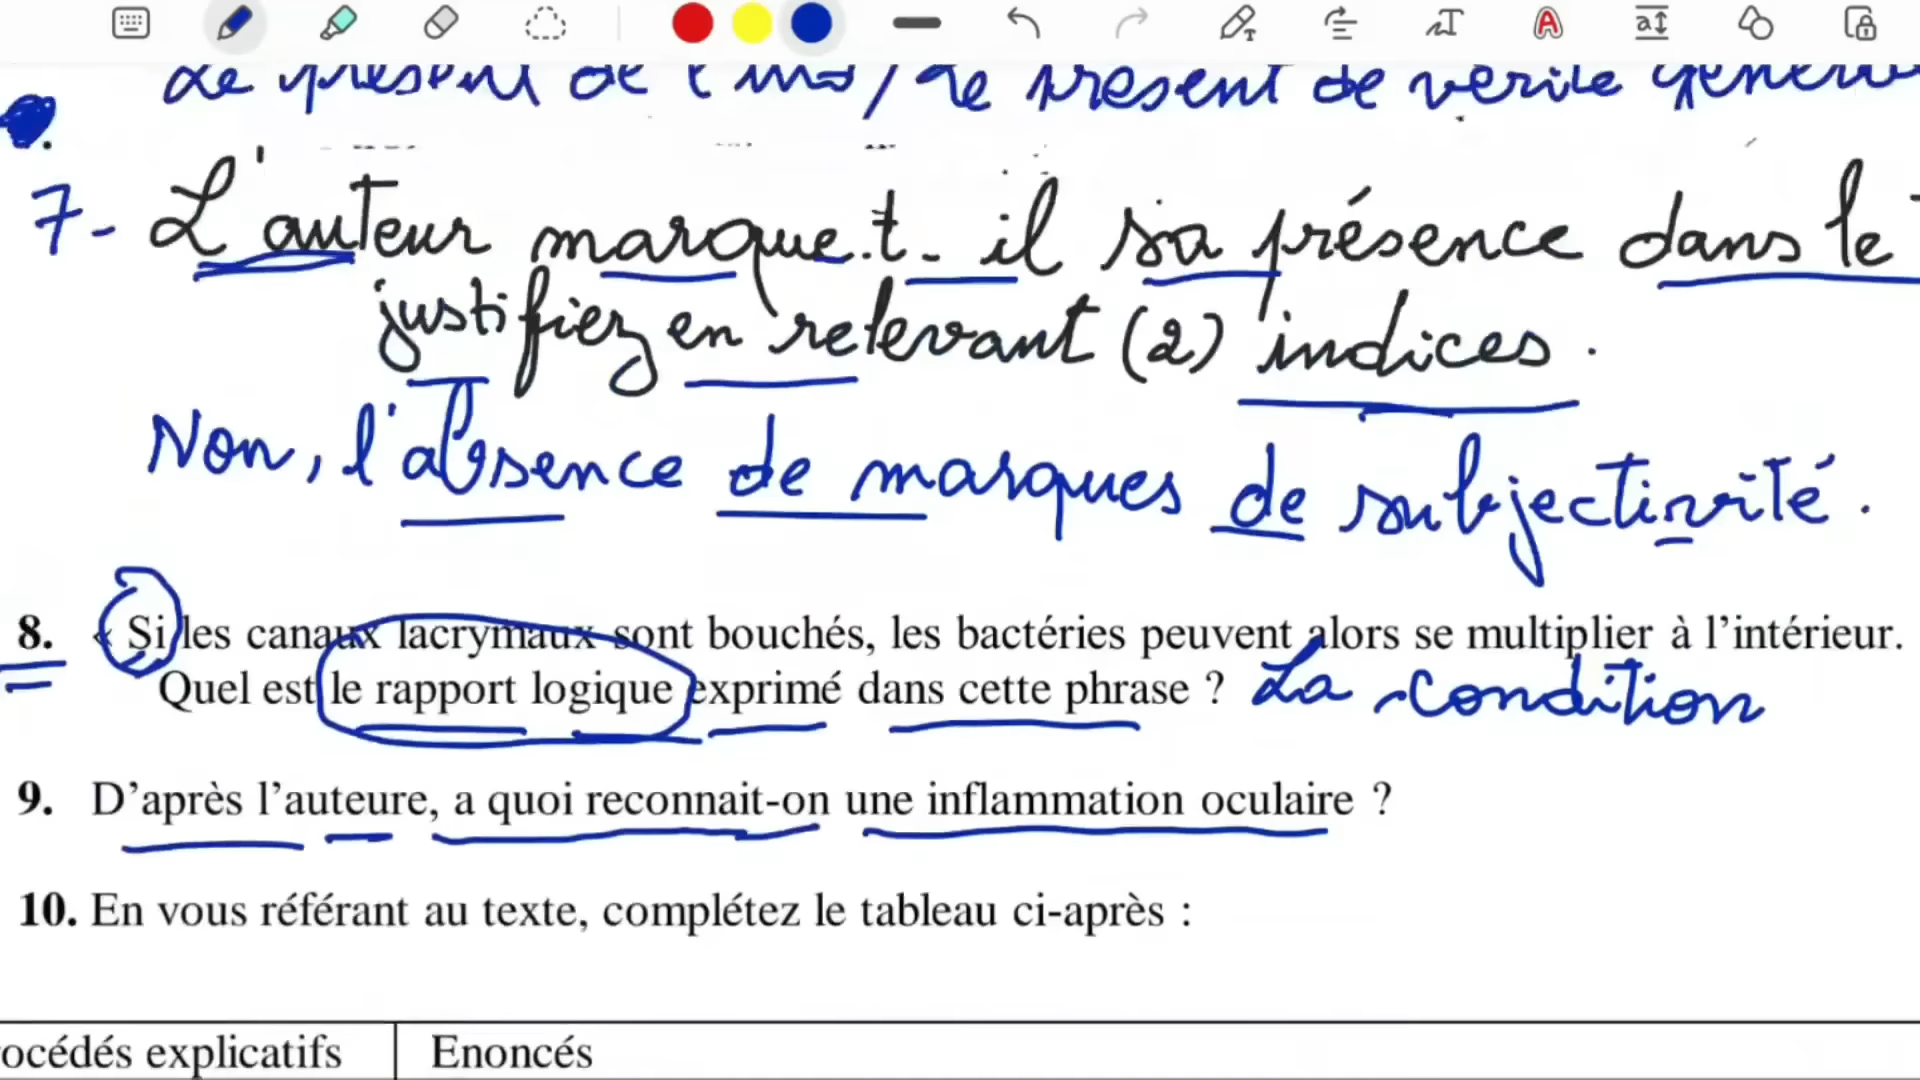 Le présent de l'ind/ le présent de vérité général
7- L'auteur marque.t-il sa présence dans le
justifiez en relevant (2) indices.
Non, l'absence de marques de subjectivité.
8. « Si les canaux lacrymaux sont bouchés, les bactéries peuvent alors se multiplier à l’intérieur.
Quel est le rapport logique exprimé dans cette phrase ? La condition
9. D’après l’auteure, a quoi reconnait-on une inflammation oculaire ?
10. En vous référant au texte, complétez le tableau ci-après :
océdés explicatifs Enoncés